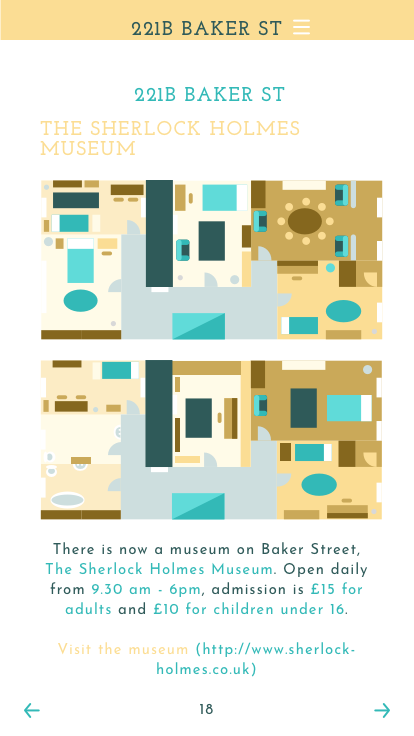 221B BAKER ST
221B BAKER ST
THE SHERLOCK HOLMES
MUSEUM
There is now a museum on Baker Street,
The Sherlock Holmes Museum. Open daily
from 9.30 am - 6pm, admission is £15 for
adults and £10 for children under 16.
Visit the museum (http://www.sherlock-
holmes.co.uk)
18